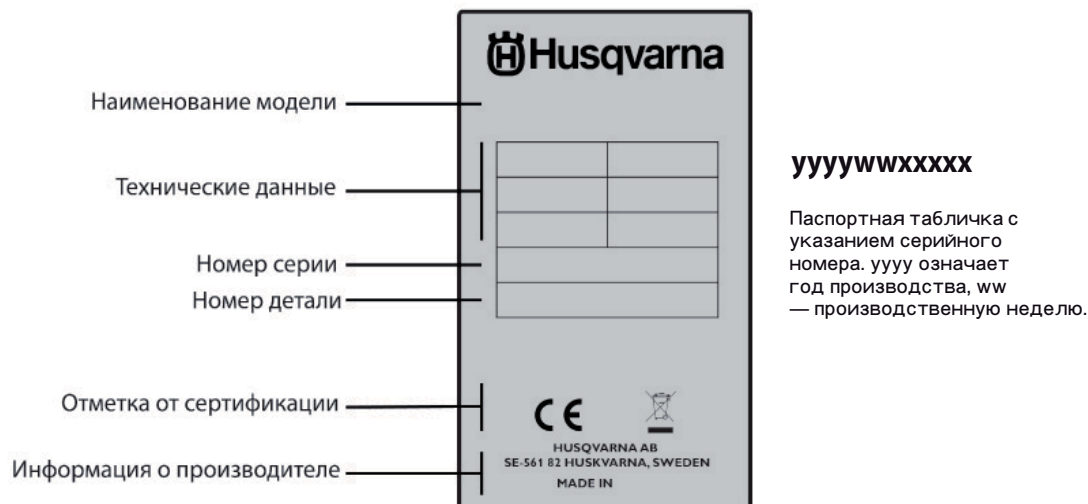 Husqvarna
Наименование модели
Технические данные
Номер серии
Номер детали
Отметка от сертификации
Информация о производителе
CE
HUSQVARNA AB
SE-561 82 HUSKVARNA, SWEDEN
MADE IN
yyyywwxxxxx
Паспортная табличка с
указанием серийного
номера. yyyy означает
год производства, ww
— производственную неделю.